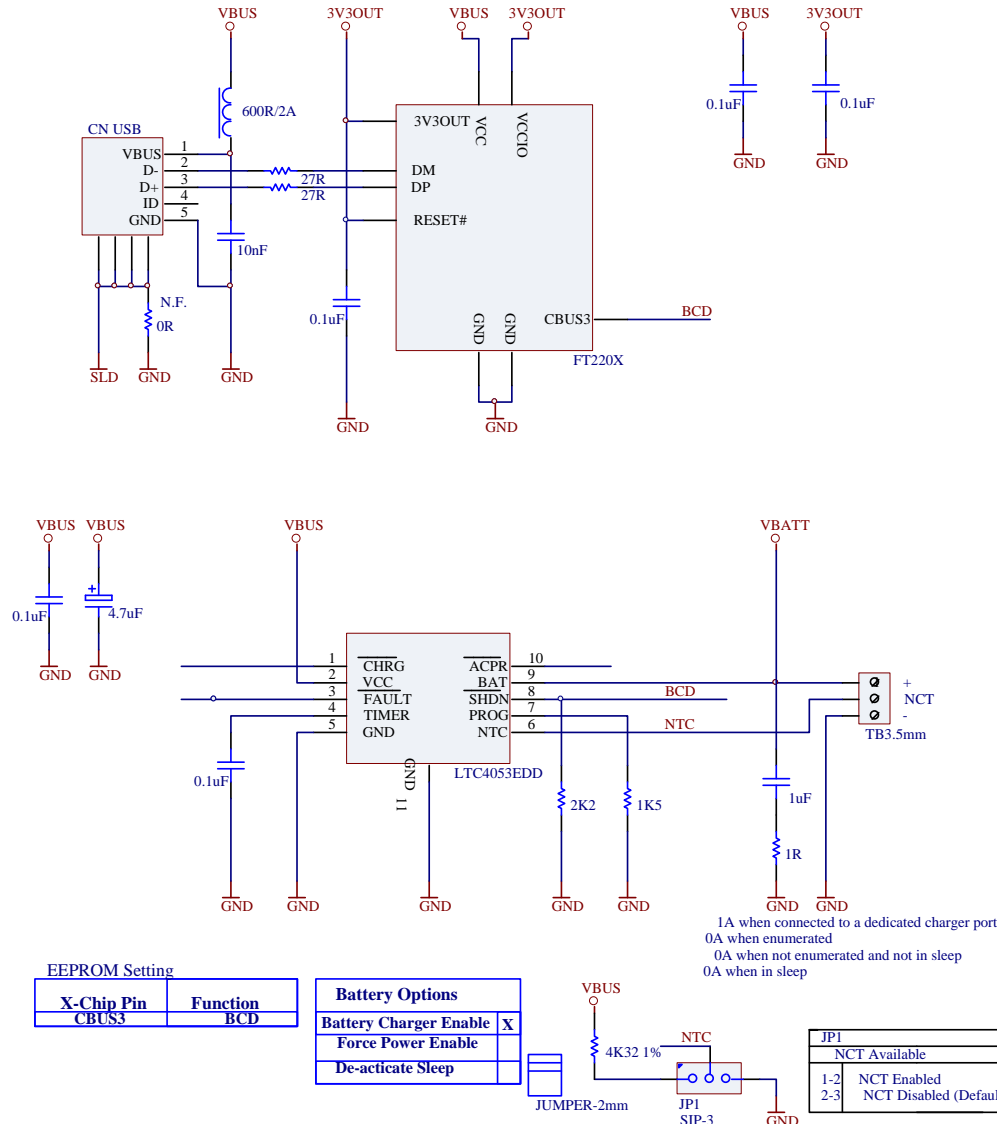 VBUS
3V3OUT
VBUS
3V3OUT
VBUS
3V3OUT
600R/2A
0.1uF
0.1uF
GND
GND
CN USB
VBUS
D-
D+
ID
GND
1
2
3
4
5
27R
27R
10nF
3V3OUT
VCC
VCCIO
DM
DP
RESET#
GND
GND
CBUS3
BCD
FT220X
N.F.
0R
0.1uF
SLD
GND
GND
GND
GND
VBUS
VBUS
VBUS
VBATT
0.1uF
4.7uF
GND
GND
1
2
3
4
5
CHRG
VCC
FAULT
TIMER
GND
ACPR
BAT
SHDN
PROG
NTC
10
9
8
7
6
GND
11
LTC4053EDD
BCD
NTC
+
NCT
-
TB3.5mm
0.1uF
2K2
1K5
1uF
1R
GND
GND
GND
GND
GND
GND
GND
1A when connected to a dedicated charger port
0A when enumerated
0A when not enumerated and not in sleep
0A when in sleep
EEPROM Setting
X-Chip Pin Function
CBUS3 BCD
Battery Options
Battery Charger Enable X
Force Power Enable
De-acticate Sleep
JUMPER-2mm
VBUS
4K32 1%
NTC
JP1
SIP-3
GND
JP1
NCT Available
1-2 NCT Enabled
2-3 NCT Disabled (Defaul